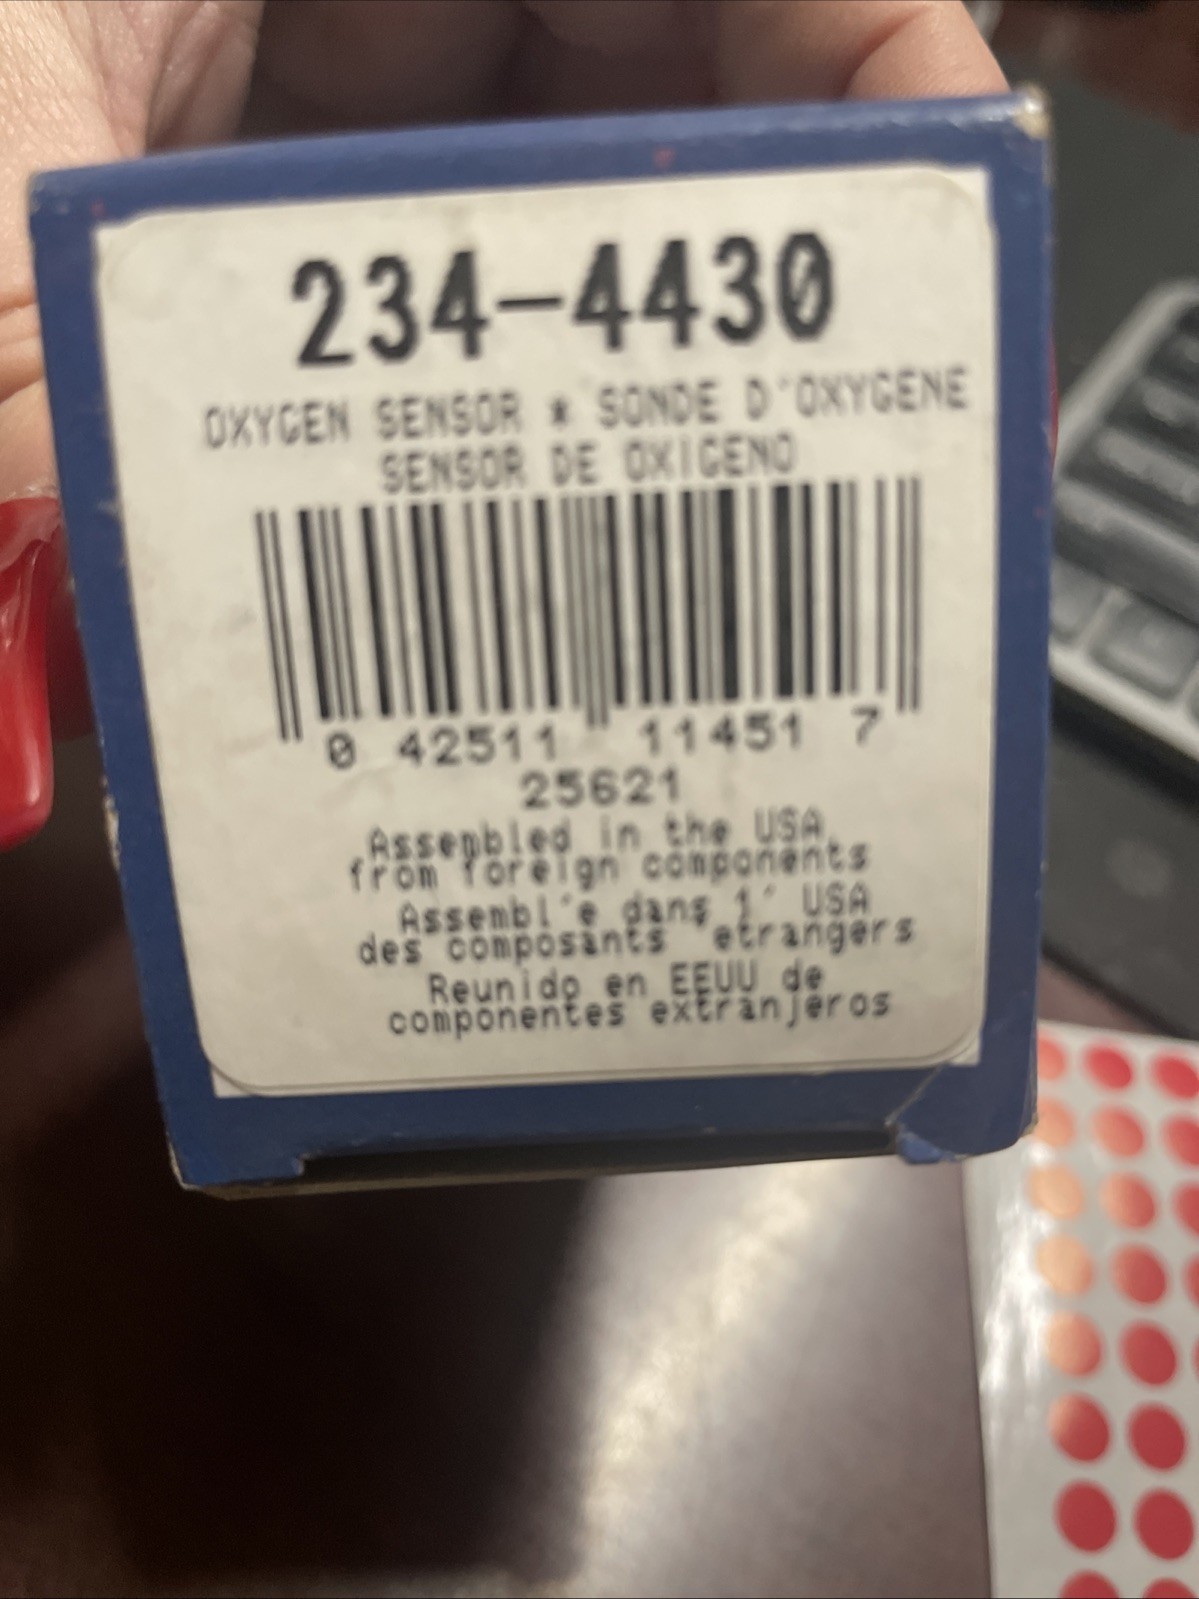 234-4430
OXYGEN SENSOR * SONDE D'OXYGENE
SENSOR DE OXIGENO
0 42511 11451 7
25621
Assembled in the USA
from foreign components
Assembl'e dans l' USA
des composants etrangers
Reunido en EEUU de
componentes extranjeros